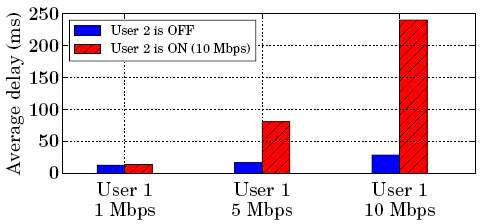 Average delay (ms)
250
200
150
100
50
0
User 2 is OFF
User 2 is ON (10 Mbps)
User 1
1 Mbps
User 1
5 Mbps
User 1
10 Mbps